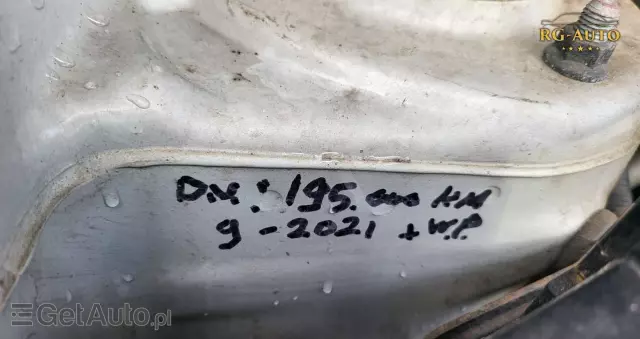 RG-AUTO
D.N: 195.000 KM
9-2021 + W.P.
GetAuto.pl